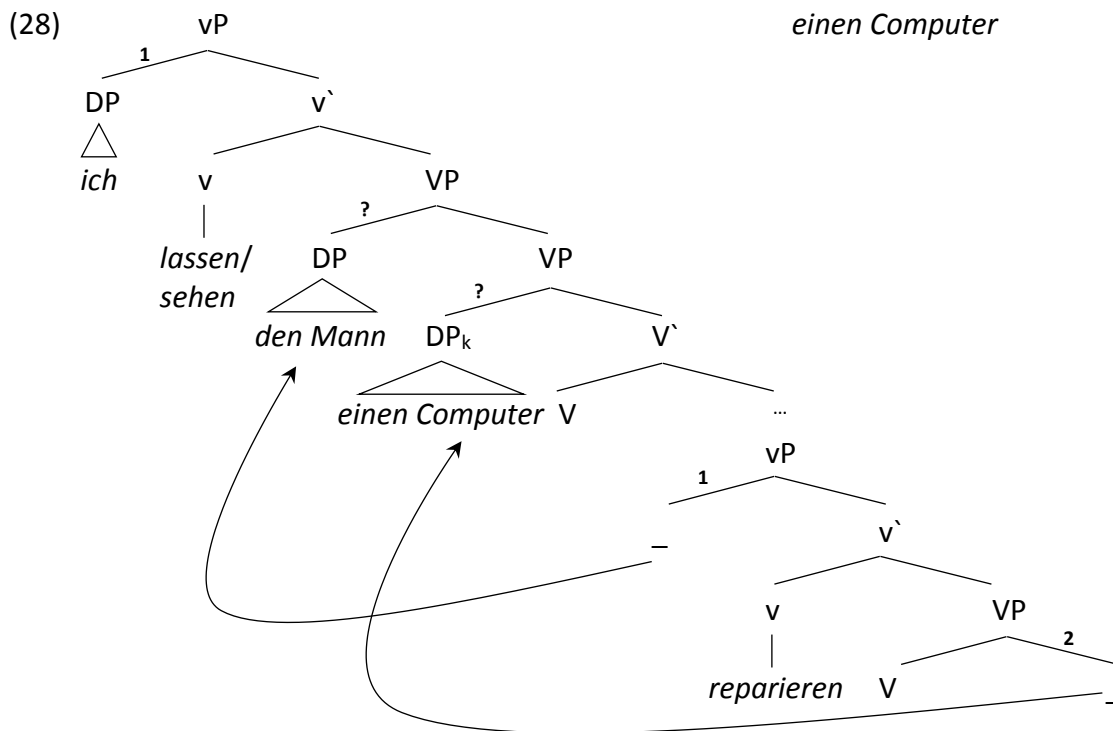 (28) vP einen Computer
1
DP v`
ich v VP
?
lassen/ DP VP
sehen ?
den Mann DPk V`
einen Computer V ...
vP
1
_ v`
v VP
2
reparieren V _